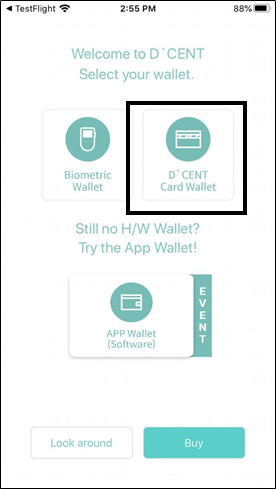 TestFlight 2:55 PM 88%
Welcome to D`CENT
Select your wallet.
Biometric
Wallet
D`CENT
Card Wallet
Still no H/W Wallet?
Try the App Wallet!
APP Wallet
(Software)
EVENT
Look around
Buy